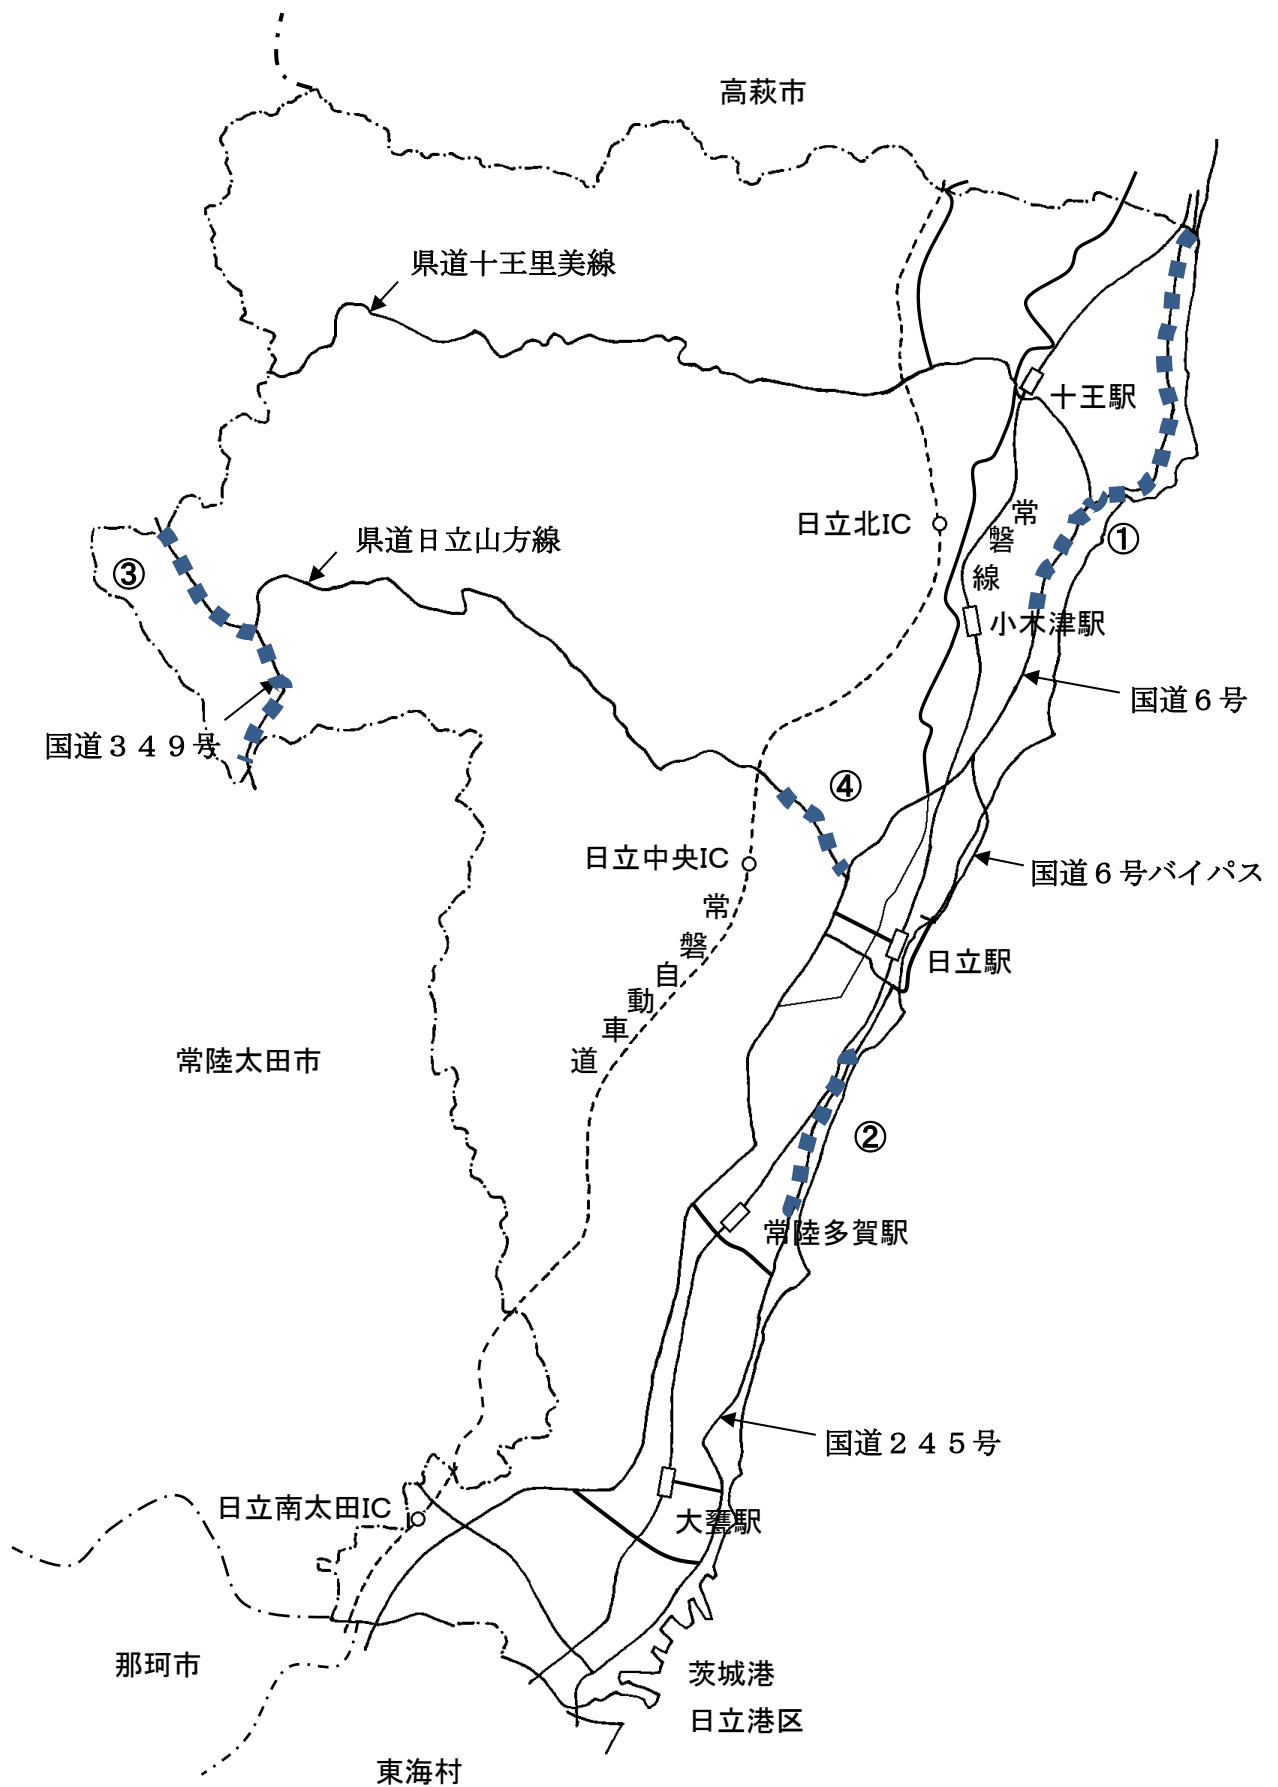 高萩市
県道十王里美線
十王駅
日立北IC
常磐線
①
県道日立山方線
③
小木津駅
国道６号
国道３４９号
④
日立中央IC
国道６号バイパス
常磐自動車道
日立駅
常陸太田市
②
常陸多賀駅
国道２４５号
日立南太田IC
大甕駅
那珂市
茨城港
日立港区
東海村